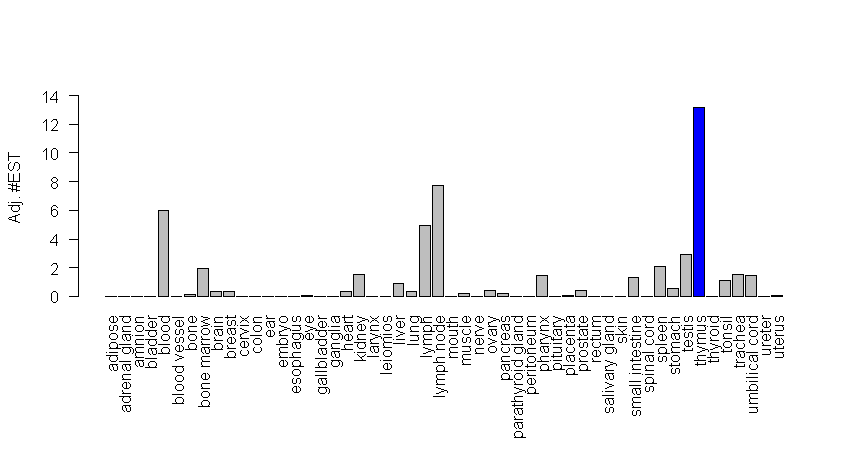 Adj. #EST
14
12
10
8
6
4
2
0
adipose
adrenal gland
amnion
bladder
blood
blood vessel
bone
bone marrow
brain
breast
cervix
colon
ear
embryo
esophagus
eye
gallbladder
ganglia
heart
kidney
larynx
leiomios
liver
lung
lymph
lymph node
mouth
muscle
nerve
ovary
pancreas
parathyroid gland
peritoneum
pharynx
pituitary
placenta
prostate
rectum
salivary gland
skin
small intestine
spinal cord
spleen
stomach
testis
thymus
thyroid
tonsil
trachea
umbilical cord
ureter
uterus